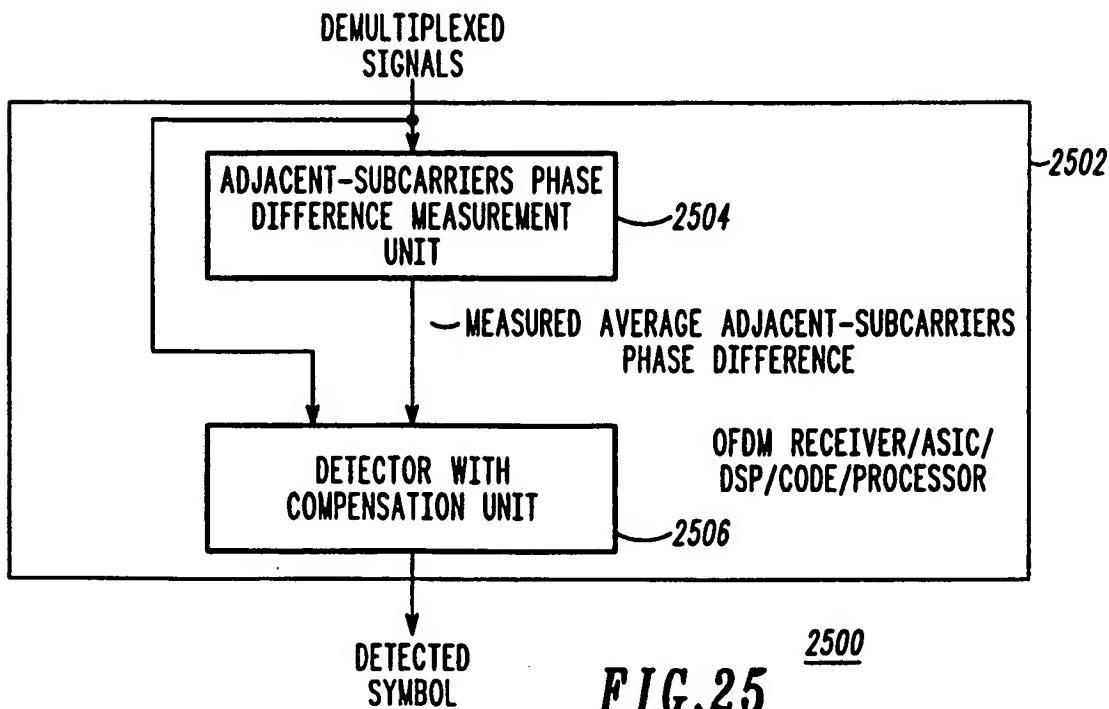 DEMULTIPLEXED
SIGNALS
2502
ADJACENT-SUBCARRIERS PHASE
DIFFERENCE MEASUREMENT
UNIT
2504
MEASURED AVERAGE ADJACENT-SUBCARRIERS
PHASE DIFFERENCE
OFDM RECEIVER/ASIC/
DSP/CODE/PROCESSOR
DETECTOR WITH
COMPENSATION UNIT
2506
DETECTED
SYMBOL
2500
FIG.25